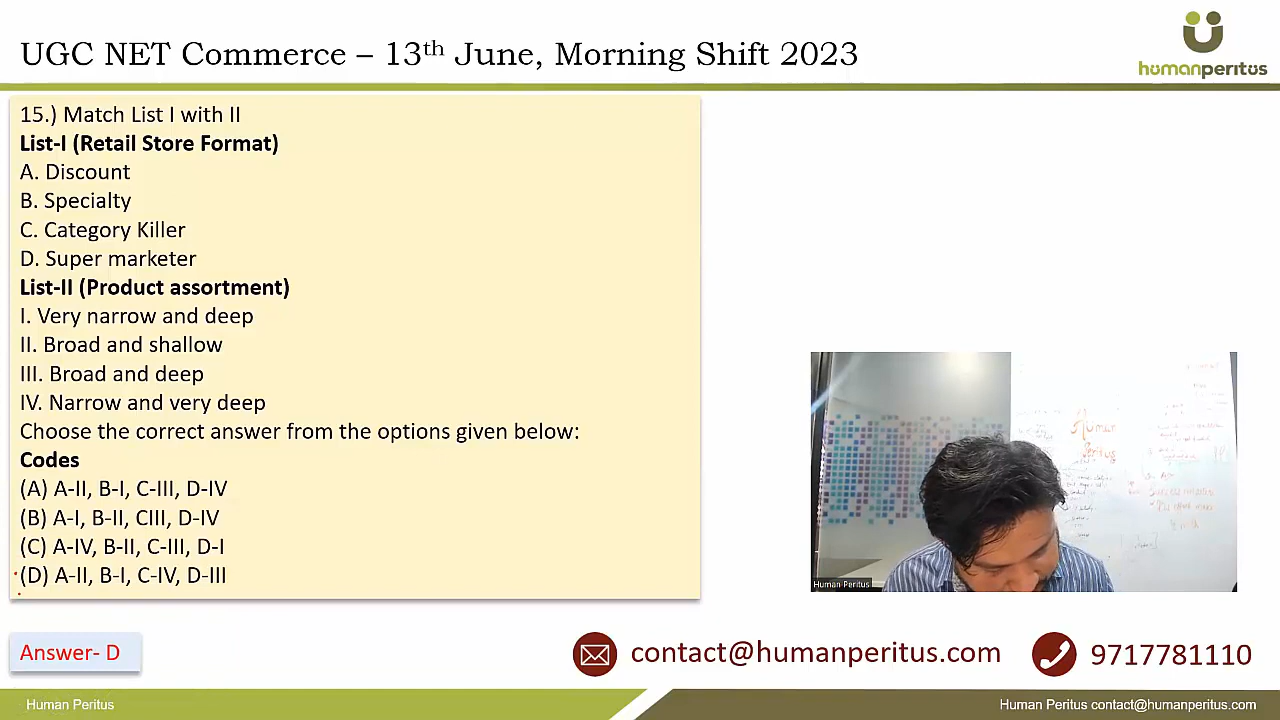 UGC NET Commerce – 13th June, Morning Shift 2023
humanperitus
15.) Match List I with II
List-I (Retail Store Format)
A. Discount
B. Specialty
C. Category Killer
D. Super marketer
List-II (Product assortment)
I. Very narrow and deep
II. Broad and shallow
III. Broad and deep
IV. Narrow and very deep
Choose the correct answer from the options given below:
Codes
(A) A-II, B-I, C-III, D-IV
(B) A-I, B-II, CIII, D-IV
(C) A-IV, B-II, C-III, D-I
(D) A-II, B-I, C-IV, D-III
Human
Peritus
Human Peritus
Answer- D
contact@humanperitus.com
9717781110
Human Peritus
Human Peritus contact@humanperitus.com